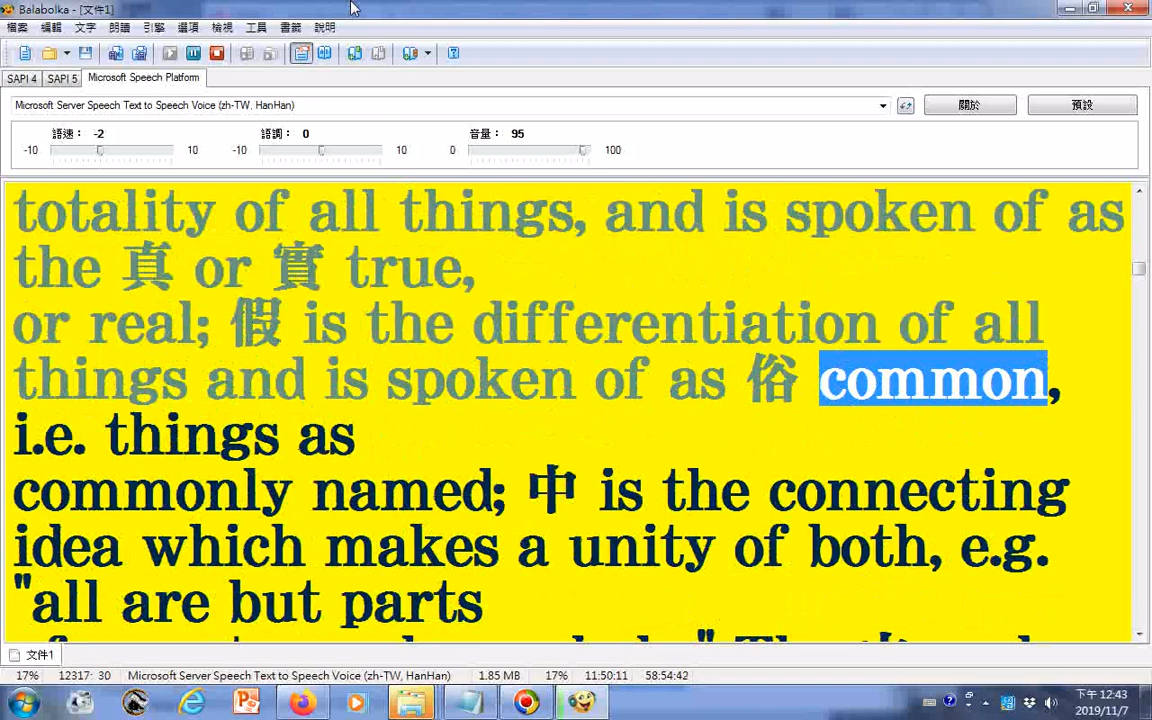 Balabolka - [文件1]
檔案 編輯 文字 朗讀 引擎 選項 檢視 工具 書籤 說明
SAPI 4 SAPI 5 Microsoft Speech Platform
Microsoft Server Speech Text to Speech Voice (zh-TW, HanHan) 關於 預設
語速： -2 語調： 0 音量： 95
-10 10 -10 10 0 100
totality of all things, and is spoken of as
the 真 or 實 true,
or real; 假 is the differentiation of all
things and is spoken of as 俗 common,
i.e. things as
commonly named; 中 is the connecting
idea which makes a unity of both, e.g.
"all are but parts
文件1
17% 12317: 30 Microsoft Server Speech Text to Speech Voice (zh-TW, HanHan) 1.85 MB 17% 11:50:11 58:54:42
下午 12:43
2019/11/7